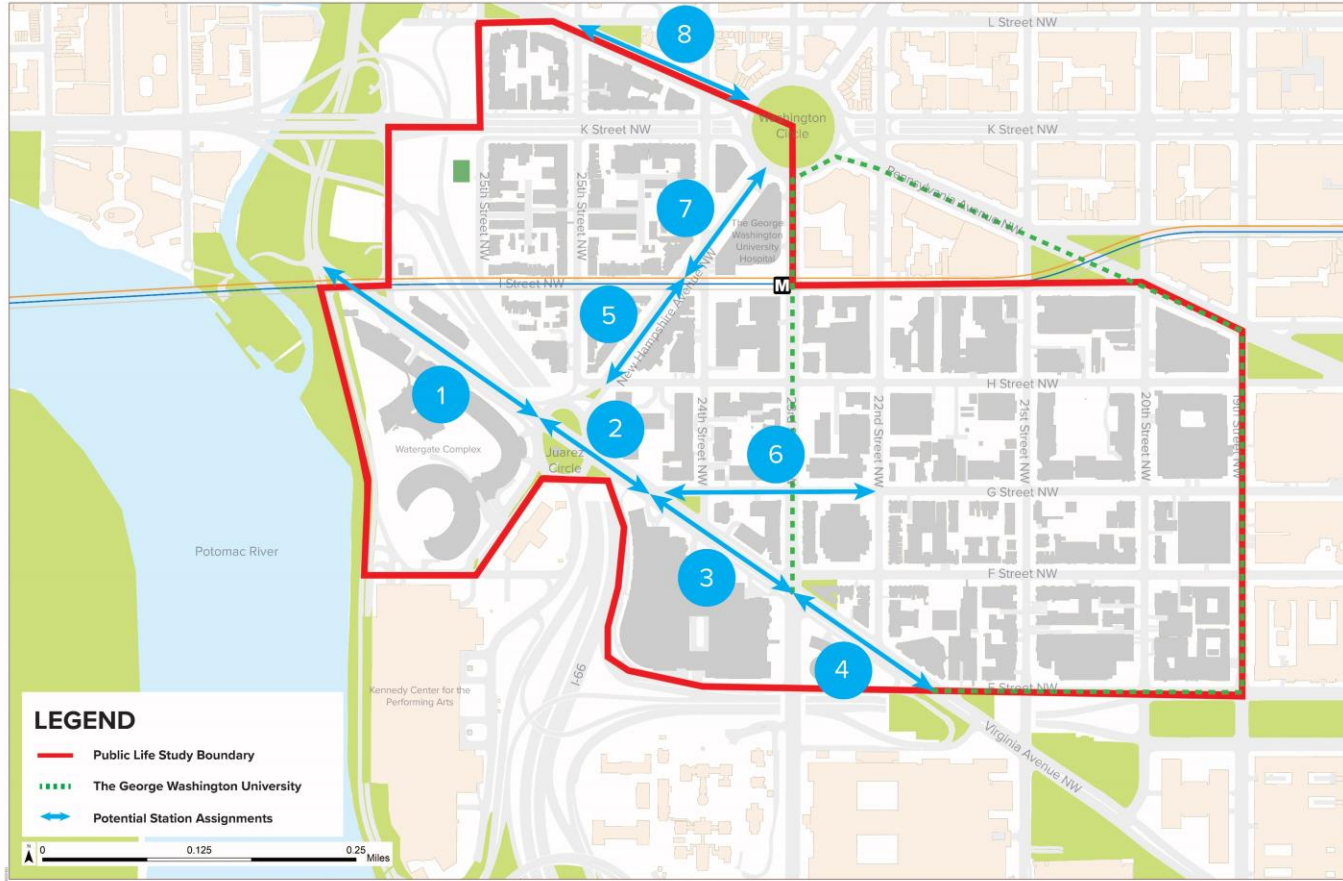 L Street NW
8
Washington
Circle
K Street NW
K Street NW
25th Street NW
25th Street NW
Pennsylvania Avenue NW
7
The George
Washington
University
Hospital
I Street NW
M
5
New Hampshire Avenue NW
1
H Street NW
2
24th Street NW
22nd Street NW
21st Street NW
20th Street NW
19th Street NW
Watergate Complex
Juarez
Circle
6
G Street NW
Potomac River
3
F Street NW
4
I-66
E Street NW
Kennedy Center for the
Performing Arts
Virginia Avenue NW
LEGEND
Public Life Study Boundary
The George Washington University
Potential Station Assignments
N
0 0.125 0.25
Miles